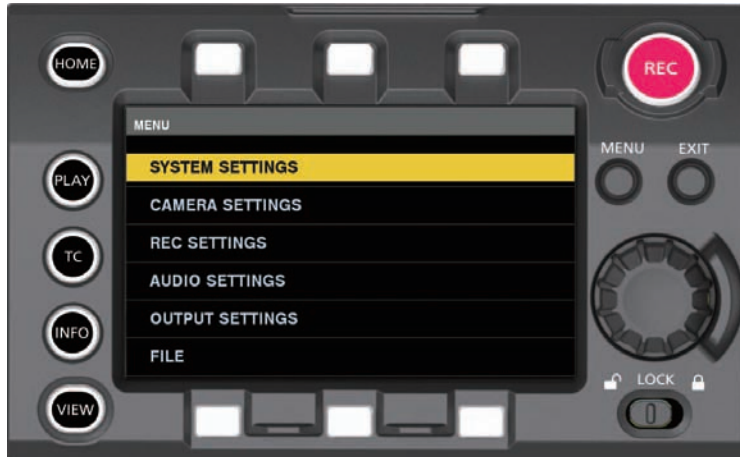 HOME
REC
MENU
MENU EXIT
SYSTEM SETTINGS
PLAY
CAMERA SETTINGS
REC SETTINGS
TC
AUDIO SETTINGS
OUTPUT SETTINGS
INFO
FILE
LOCK
VIEW